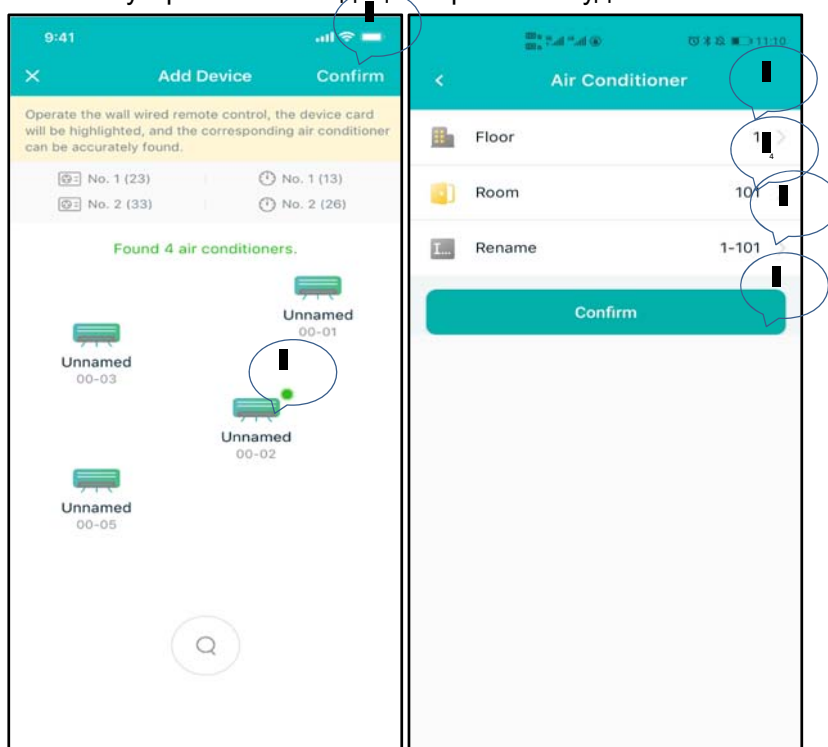 9:41
Add Device Confirm
Operate the wall wired remote control, the device card
will be highlighted, and the corresponding air conditioner
can be accurately found.
No. 1 (23) No. 1 (13)
No. 2 (33) No. 2 (26)
Found 4 air conditioners.
Unnamed
00-01
Unnamed
00-03
Unnamed
00-02
Unnamed
00-05
11:10
Air Conditioner
Floor 1
4
Room 101
I... Rename 1-101
Confirm